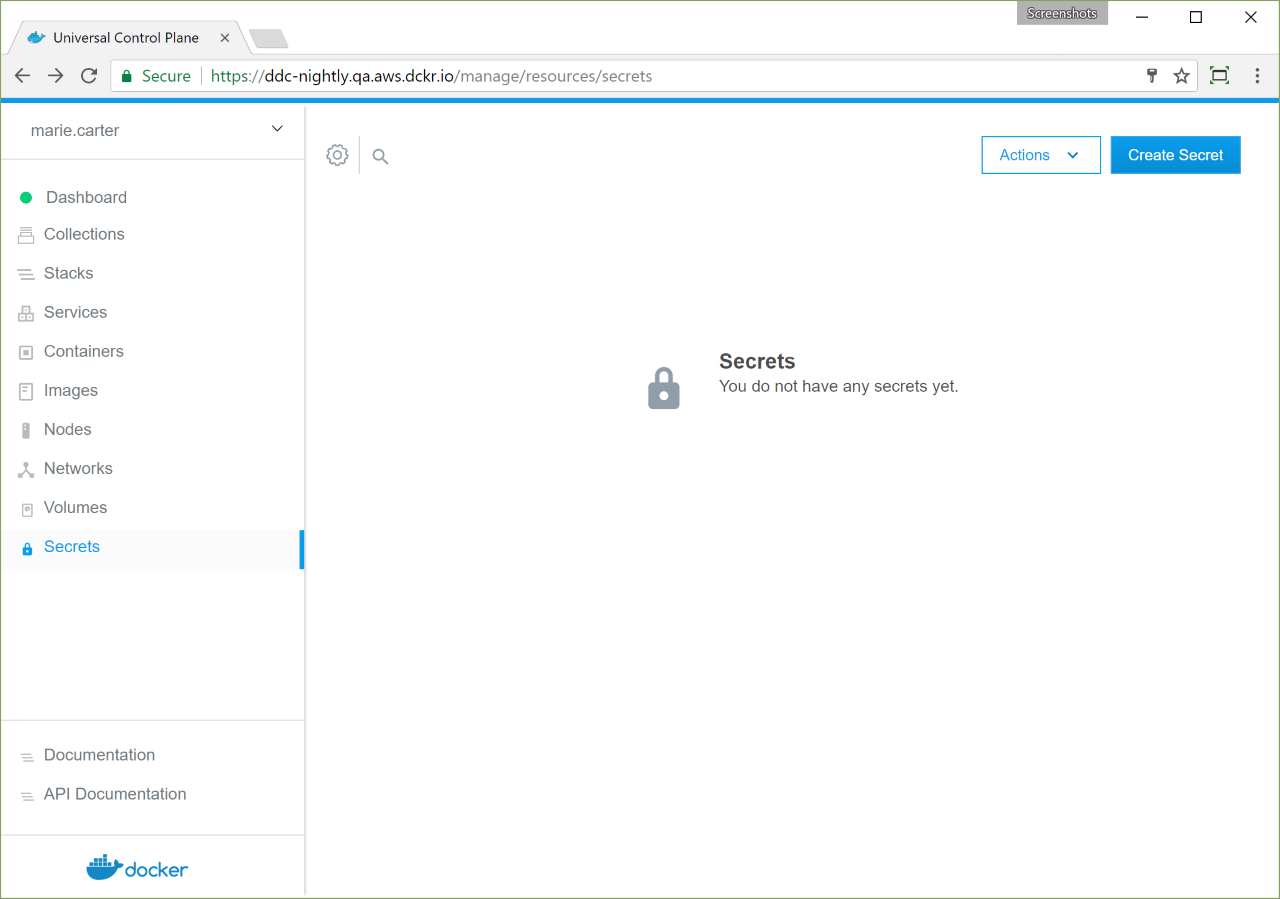 Screenshots
Universal Control Plane
Secure https://ddc-nightly.qa.aws.dckr.io/manage/resources/secrets
marie.carter
Actions
Create Secret
Dashboard
Collections
Stacks
Services
Containers
Images
Nodes
Networks
Volumes
Secrets
Secrets
You do not have any secrets yet.
Documentation
API Documentation
docker